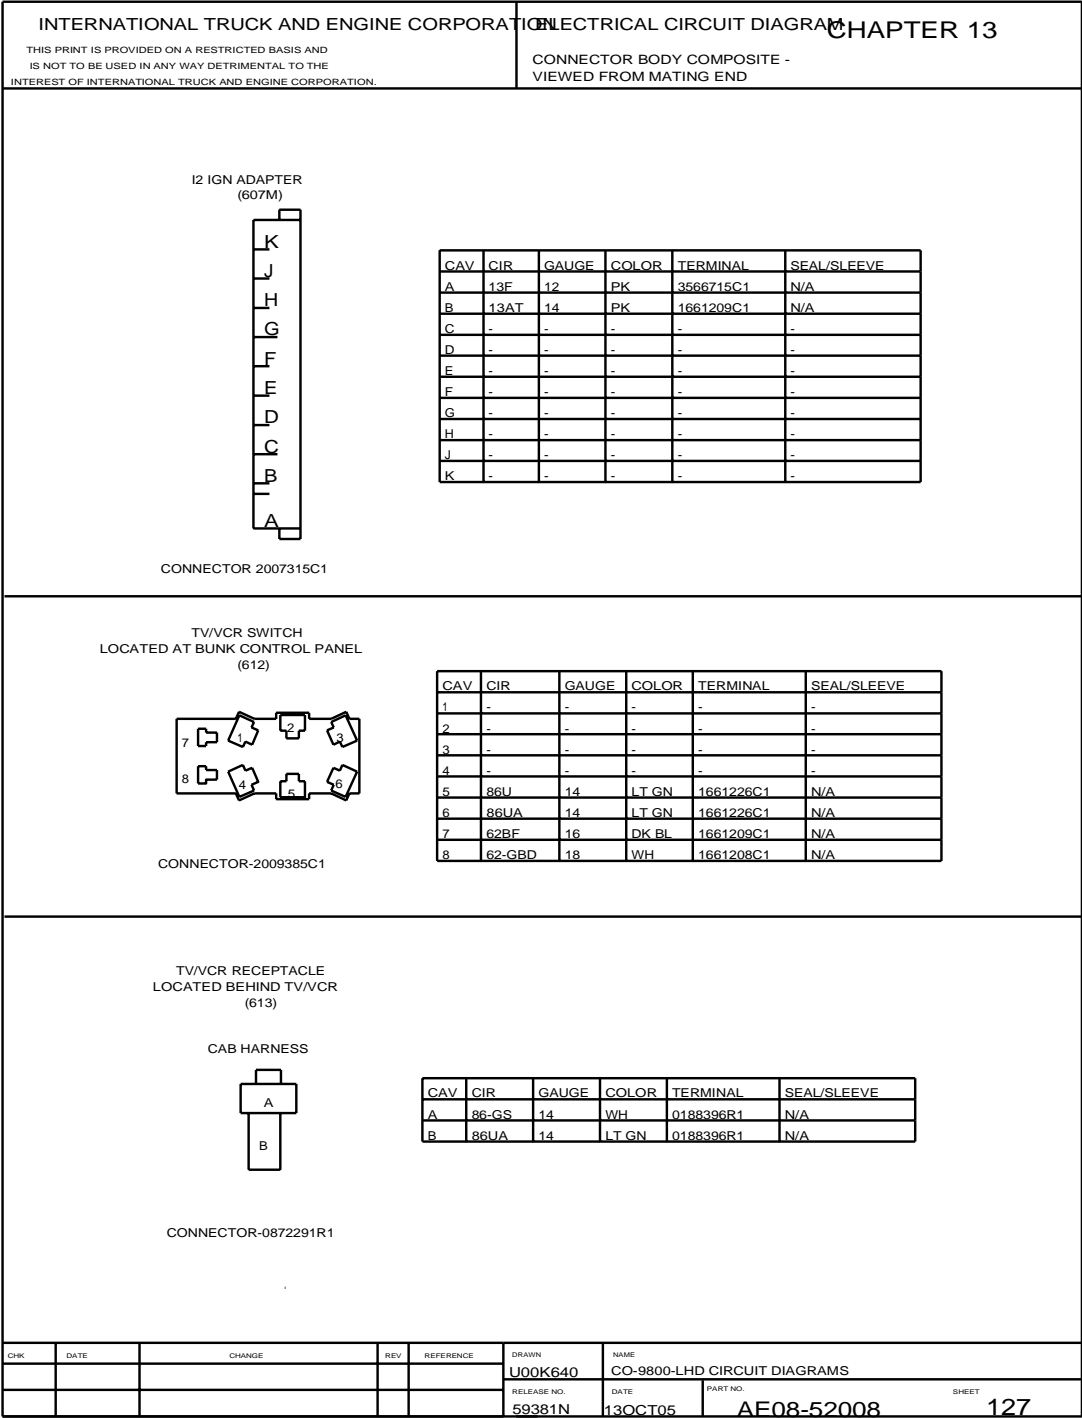 INTERNATIONAL TRUCK AND ENGINE CORPORATION
THIS PRINT IS PROVIDED ON A RESTRICTED BASIS AND
IS NOT TO BE USED IN ANY WAY DETRIMENTAL TO THE
INTEREST OF INTERNATIONAL TRUCK AND ENGINE CORPORATION.
ELECTRICAL CIRCUIT DIAGRAM
CHAPTER 13
CONNECTOR BODY COMPOSITE -
VIEWED FROM MATING END
I2 IGN ADAPTER
(607M)
K
J
H
G
F
E
D
C
B
A
CONNECTOR 2007315C1
CAV CIR GAUGE COLOR TERMINAL SEAL/SLEEVE
A 13F 12 PK 3566715C1 N/A
B 13AT 14 PK 1661209C1 N/A
C - - - - -
D - - - - -
E - - - - -
F - - - - -
G - - - - -
H - - - - -
J - - - - -
K - - - - -
TV/VCR SWITCH
LOCATED AT BUNK CONTROL PANEL
(612)
7 1 2 3
8 4 5 6
CONNECTOR-2009385C1
CAV CIR GAUGE COLOR TERMINAL SEAL/SLEEVE
1 - - - - -
2 - - - - -
3 - - - - -
4 - - - - -
5 86U 14 LT GN 1661226C1 N/A
6 86UA 14 LT GN 1661226C1 N/A
7 62BF 16 DK BL 1661209C1 N/A
8 62-GBD 18 WH 1661208C1 N/A
TV/VCR RECEPTACLE
LOCATED BEHIND TV/VCR
(613)
CAB HARNESS
A
B
CONNECTOR-0872291R1
CAV CIR GAUGE COLOR TERMINAL SEAL/SLEEVE
A 86-GS 14 WH 0188396R1 N/A
B 86UA 14 LT GN 0188396R1 N/A
CHK DATE CHANGE REV REFERENCE
DRAWN
U00K640
NAME
CO-9800-LHD CIRCUIT DIAGRAMS
RELEASE NO.
59381N
DATE
13OCT05
PART NO.
AE08-52008
SHEET
127